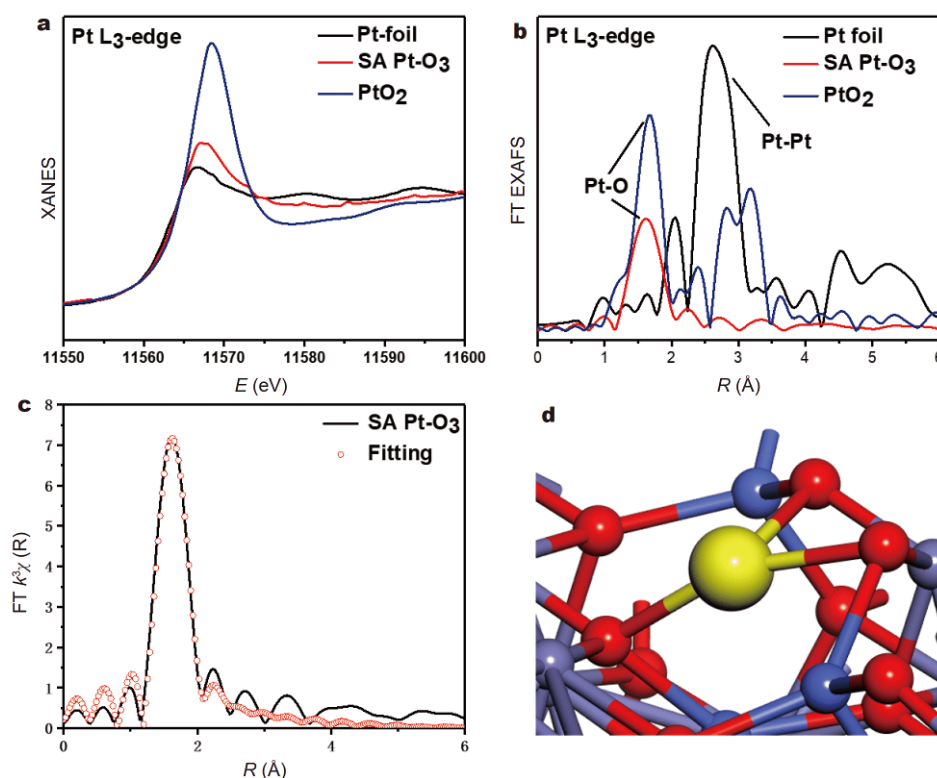 a
Pt L3-edge
Pt-foil
SA Pt-O3
PtO2
XANES
11550 11560 11570 11580 11590 11600
E (eV)
b
Pt L3-edge
Pt foil
SA Pt-O3
PtO2
Pt-Pt
Pt-O
FT EXAFS
0 1 2 3 4 5 6
R (Å)
c
SA Pt-O3
Fitting
8
7
6
5
4
3
2
1
0
FT k³χ (R)
0 2 4 6
R (Å)
d